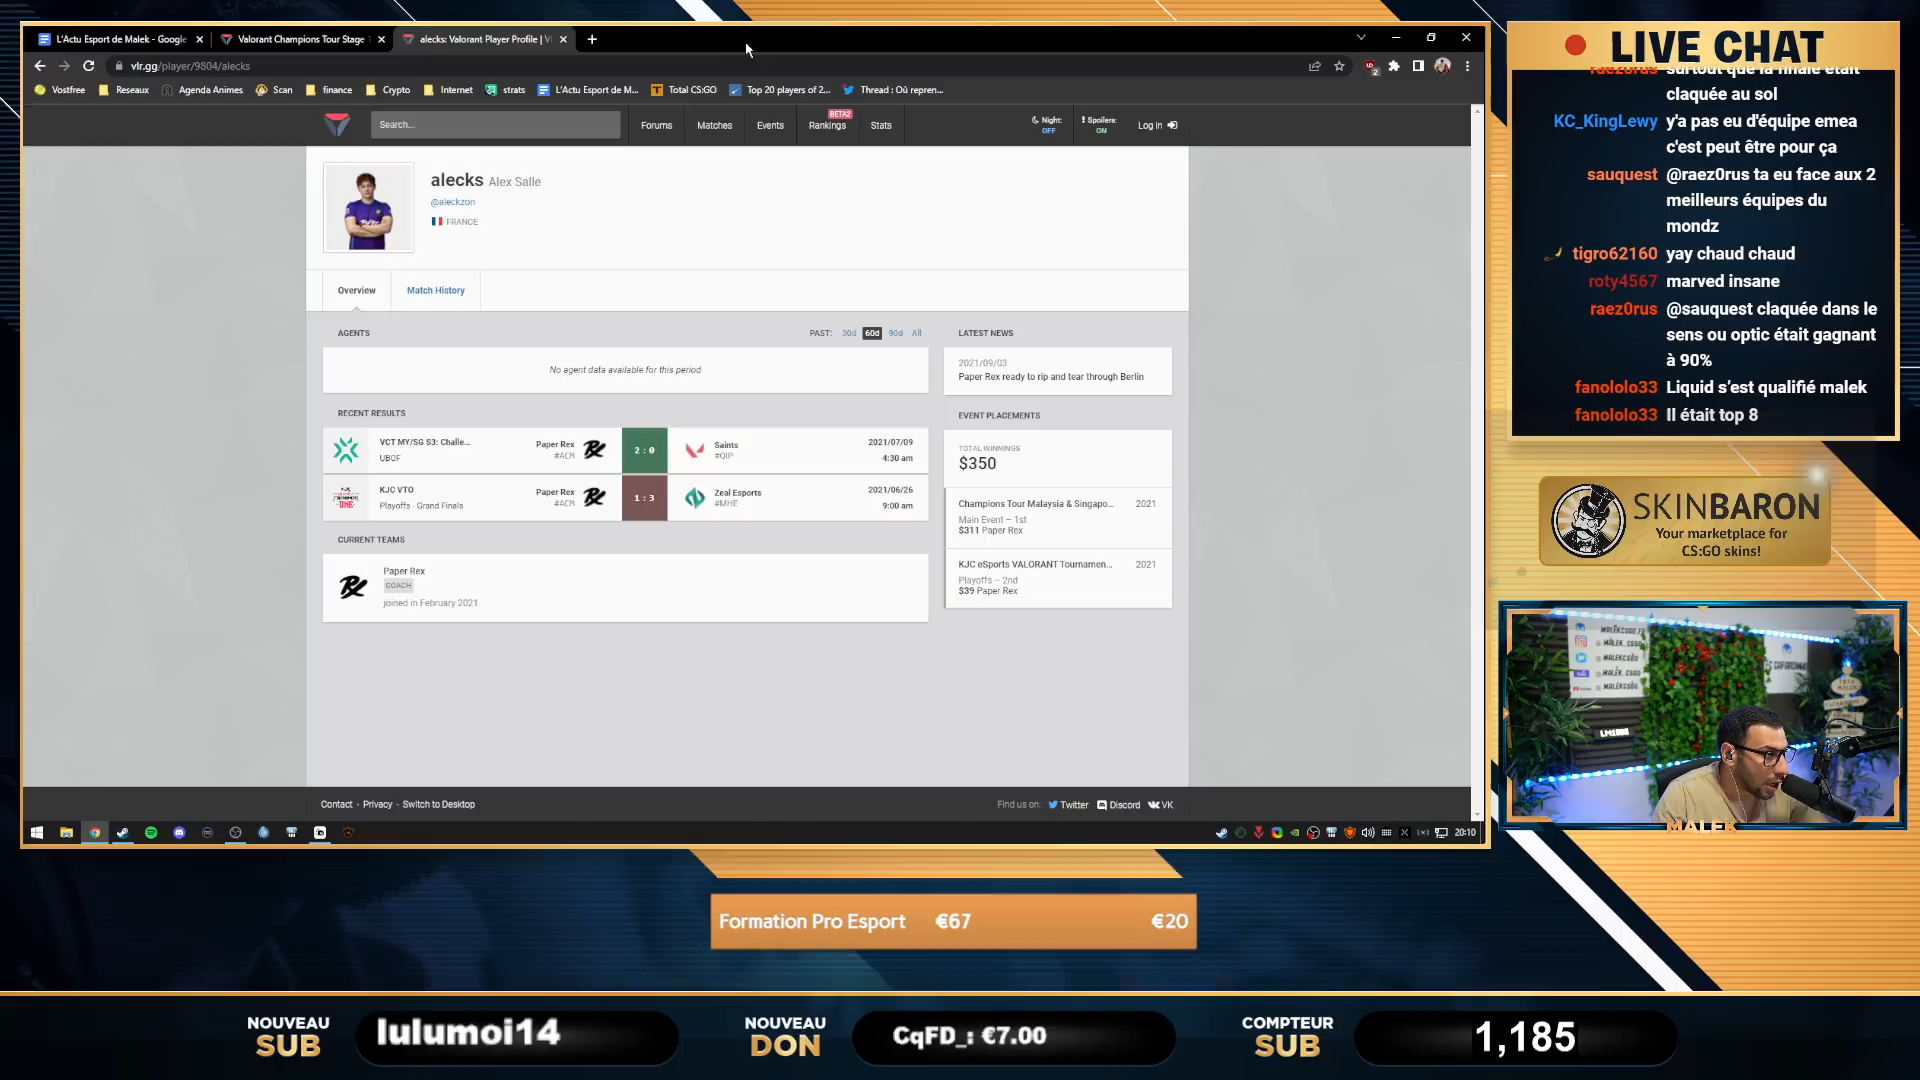 L'Actu Esport de Malek - Google
Valorant Champions Tour Stage
alecks: Valorant Player Profile | V
vlr.gg/player/9804/alecks
Vostfree
Reseaux
Agenda Animes
Scan
finance
Crypto
Internet
strats
L'Actu Esport de M...
Total CS:GO
Top 20 players of 2...
Thread : Où repren...
Search...
Forums
Matches
Events
BETA2
Rankings
Stats
Night:
OFF
Spoilers:
ON
Log in
alecks Alex Salle
@aleckzon
FRANCE
Overview
Match History
AGENTS
PAST: 30d 60d 90d All
No agent data available for this period
RECENT RESULTS
VCT MY/SG S3: Challe...
UBQF
Paper Rex
#ACM
2 : 0
Saints
#QIP
2021/07/09
4:30 am
KJC VTO
Playoffs · Grand Finals
Paper Rex
#ACM
1 : 3
Zeal Esports
#MHE
2021/06/26
9:00 am
CURRENT TEAMS
Paper Rex
COACH
joined in February 2021
LATEST NEWS
2021/09/03
Paper Rex ready to rip and tear through Berlin
EVENT PLACEMENTS
TOTAL WINNINGS
$350
Champions Tour Malaysia & Singapo... 2021
Main Event – 1st
$311 Paper Rex
KJC eSports VALORANT Tournamen... 2021
Playoffs – 2nd
$39 Paper Rex
Contact · Privacy · Switch to Desktop
Find us on: Twitter Discord VK
20:10
LIVE CHAT
raez0rus surtout que la finale était
claquée au sol
KC_KingLewy y'a pas eu d'équipe emea
c'est peut être pour ça
sauquest @raez0rus ta eu face aux 2
meilleurs équipes du
mondz
tigro62160 yay chaud chaud
roty4567 marved insane
raez0rus @sauquest claquée dans le
sens ou optic était gagnant
à 90%
fanololo33 Liquid s'est qualifié malek
fanololo33 Il était top 8
SKINBARON
Your marketplace for
CS:GO skins!
MALEK
Formation Pro Esport €67 €20
NOUVEAU
SUB
lulumoi14
NOUVEAU
DON
CqFD_: €7.00
COMPTEUR
SUB
1,185